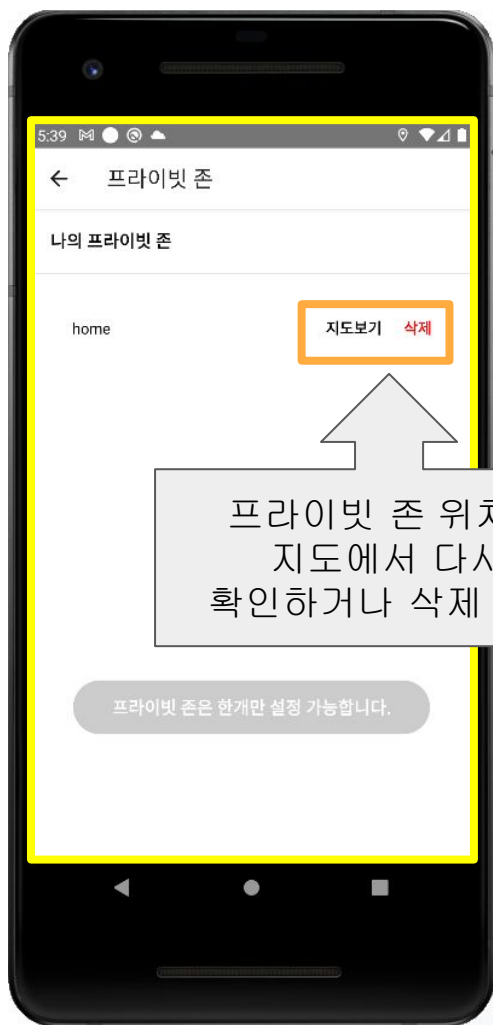 5:39
프라이빗 존
나의 프라이빗 존
home 지도보기 삭제
프라이빗 존 위치
지도에서 다시
확인하거나 삭제
프라이빗 존은 한개만 설정 가능합니다.